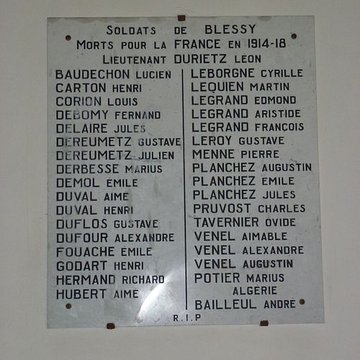 SOLDATS DE BLESSY
MORTS POUR LA FRANCE EN 1914-18
LIEUTENANT DURIETZ LEON
BAUDECHON LUCIEN
CARTON HENRI
CORION LOUIS
DEBOMY FERNAND
DELAIRE JULES
DEREUMETZ GUSTAVE
DEREUMETZ JULIEN
DERBESSE MARIUS
DEMOL EMILE
DUVAL AIME
DUVAL HENRI
DUFLOS GUSTAVE
DUFOUR ALEXANDRE
FOUACHE EMILE
GODART HENRI
HERMAND RICHARD
HUBERT AIME
LEBORGNE CYRILLE
LEQUIEN MARTIN
LEGRAND EDMOND
LEGRAND ARISTIDE
LEGRAND FRANCOIS
LEROY GUSTAVE
MENNE PIERRE
PLANCHEZ AUGUSTIN
PLANCHEZ EMILE
PLANCHEZ JULES
PRUVOST CHARLES
TAVERNIER OVIDE
VENEL AIMABLE
VENEL ALEXANDRE
VENEL AUGUSTIN
POTIER MARIUS
ALGERIE
BAILLEUL ANDRE
R.I.P